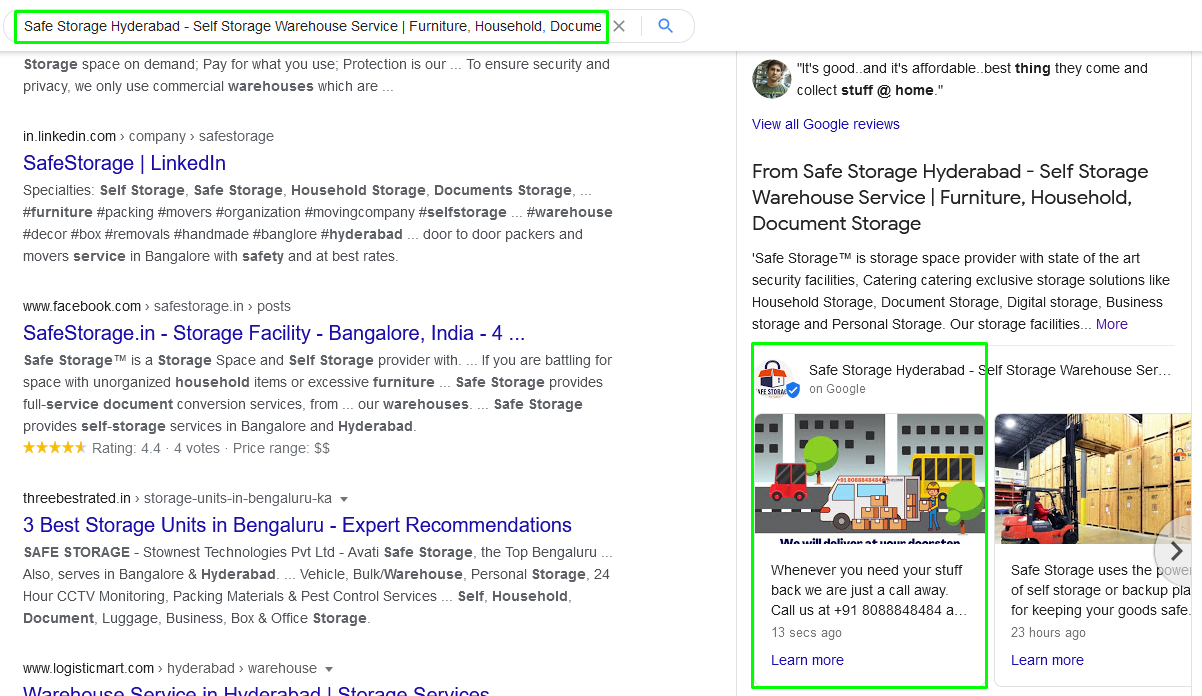 Safe Storage Hyderabad - Self Storage Warehouse Service | Furniture, Household, Docume
Storage space on demand; Pay for what you use; Protection is our ... To ensure security and
privacy, we only use commercial warehouses which are ...
in.linkedin.com › company › safestorage
SafeStorage | LinkedIn
Specialties: Self Storage, Safe Storage, Household Storage, Documents Storage, ...
#furniture #packing #movers #organization #movingcompany #selfstorage ... #warehouse
#decor #box #removals #handmade #banglore #hyderabad ... door to door packers and
movers service in Bangalore with safety and at best rates.
www.facebook.com › safestorage.in › posts
SafeStorage.in - Storage Facility - Bangalore, India - 4 ...
Safe Storage™ is a Storage Space and Self Storage provider with. ... If you are battling for
space with unorganized household items or excessive furniture ... Safe Storage provides
full-service document conversion services, from ... our warehouses. ... Safe Storage
provides self-storage services in Bangalore and Hyderabad.
Rating: 4.4 · 4 votes · Price range: $$
threebestrated.in › storage-units-in-bengaluru-ka
3 Best Storage Units in Bengaluru - Expert Recommendations
SAFE STORAGE - Stownest Technologies Pvt Ltd - Avati Safe Storage, the Top Bengaluru ...
Also, serves in Bangalore & Hyderabad. ... Vehicle, Bulk/Warehouse, Personal Storage, 24
Hour CCTV Monitoring, Packing Materials & Pest Control Services ... Self, Household,
Document, Luggage, Business, Box & Office Storage.
www.logisticmart.com › hyderabad › warehouse
Warehouse Service in Hyderabad | Storage Services
"It's good..and it's affordable..best thing they come and
collect stuff @ home."
View all Google reviews
From Safe Storage Hyderabad - Self Storage
Warehouse Service | Furniture, Household,
Document Storage
'Safe Storage™ is storage space provider with state of the art
security facilities, Catering catering exclusive storage solutions like
Household Storage, Document Storage, Digital storage, Business
storage and Personal Storage. Our storage facilities... More
Safe Storage Hyderabad - Self Storage Warehouse Ser...
on Google
SAFE STORAGE
+91 8088848484
We will deliver at your doorstep
Whenever you need your stuff
back we are just a call away.
Call us at +91 8088848484 a...
13 secs ago
Learn more
Safe Storage uses the power
of self storage or backup pla
for keeping your goods safe.
23 hours ago
Learn more